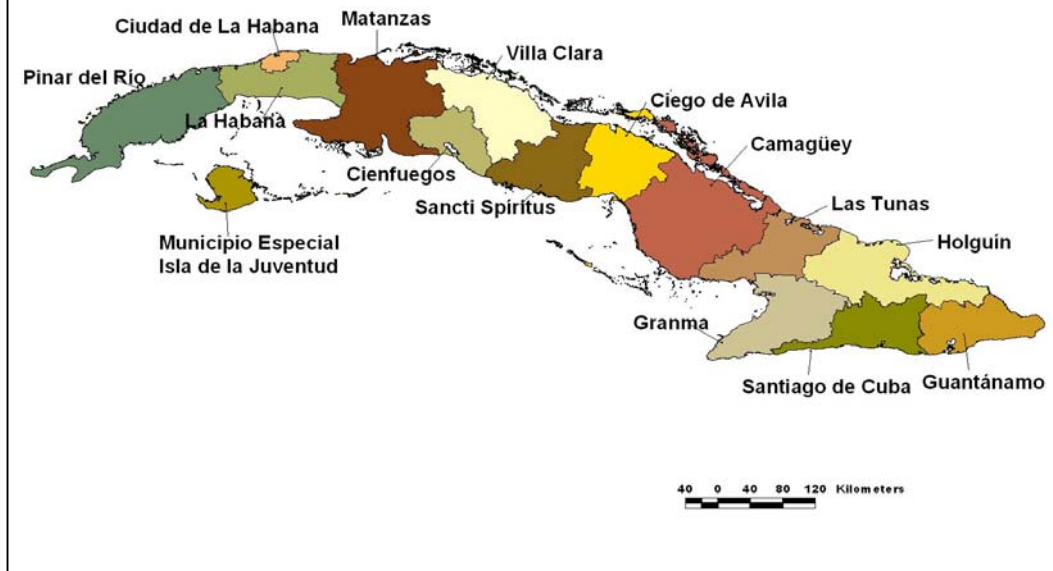 Ciudad de La Habana
Matanzas
Villa Clara
Pinar del Río
Ciego de Avila
La Habana
Camagüey
Cienfuegos
Sancti Spiritus
Las Tunas
Municipio Especial
Isla de la Juventud
Holguín
Granma
Santiago de Cuba
Guantánamo
40 0 40 80 120 Kilometers